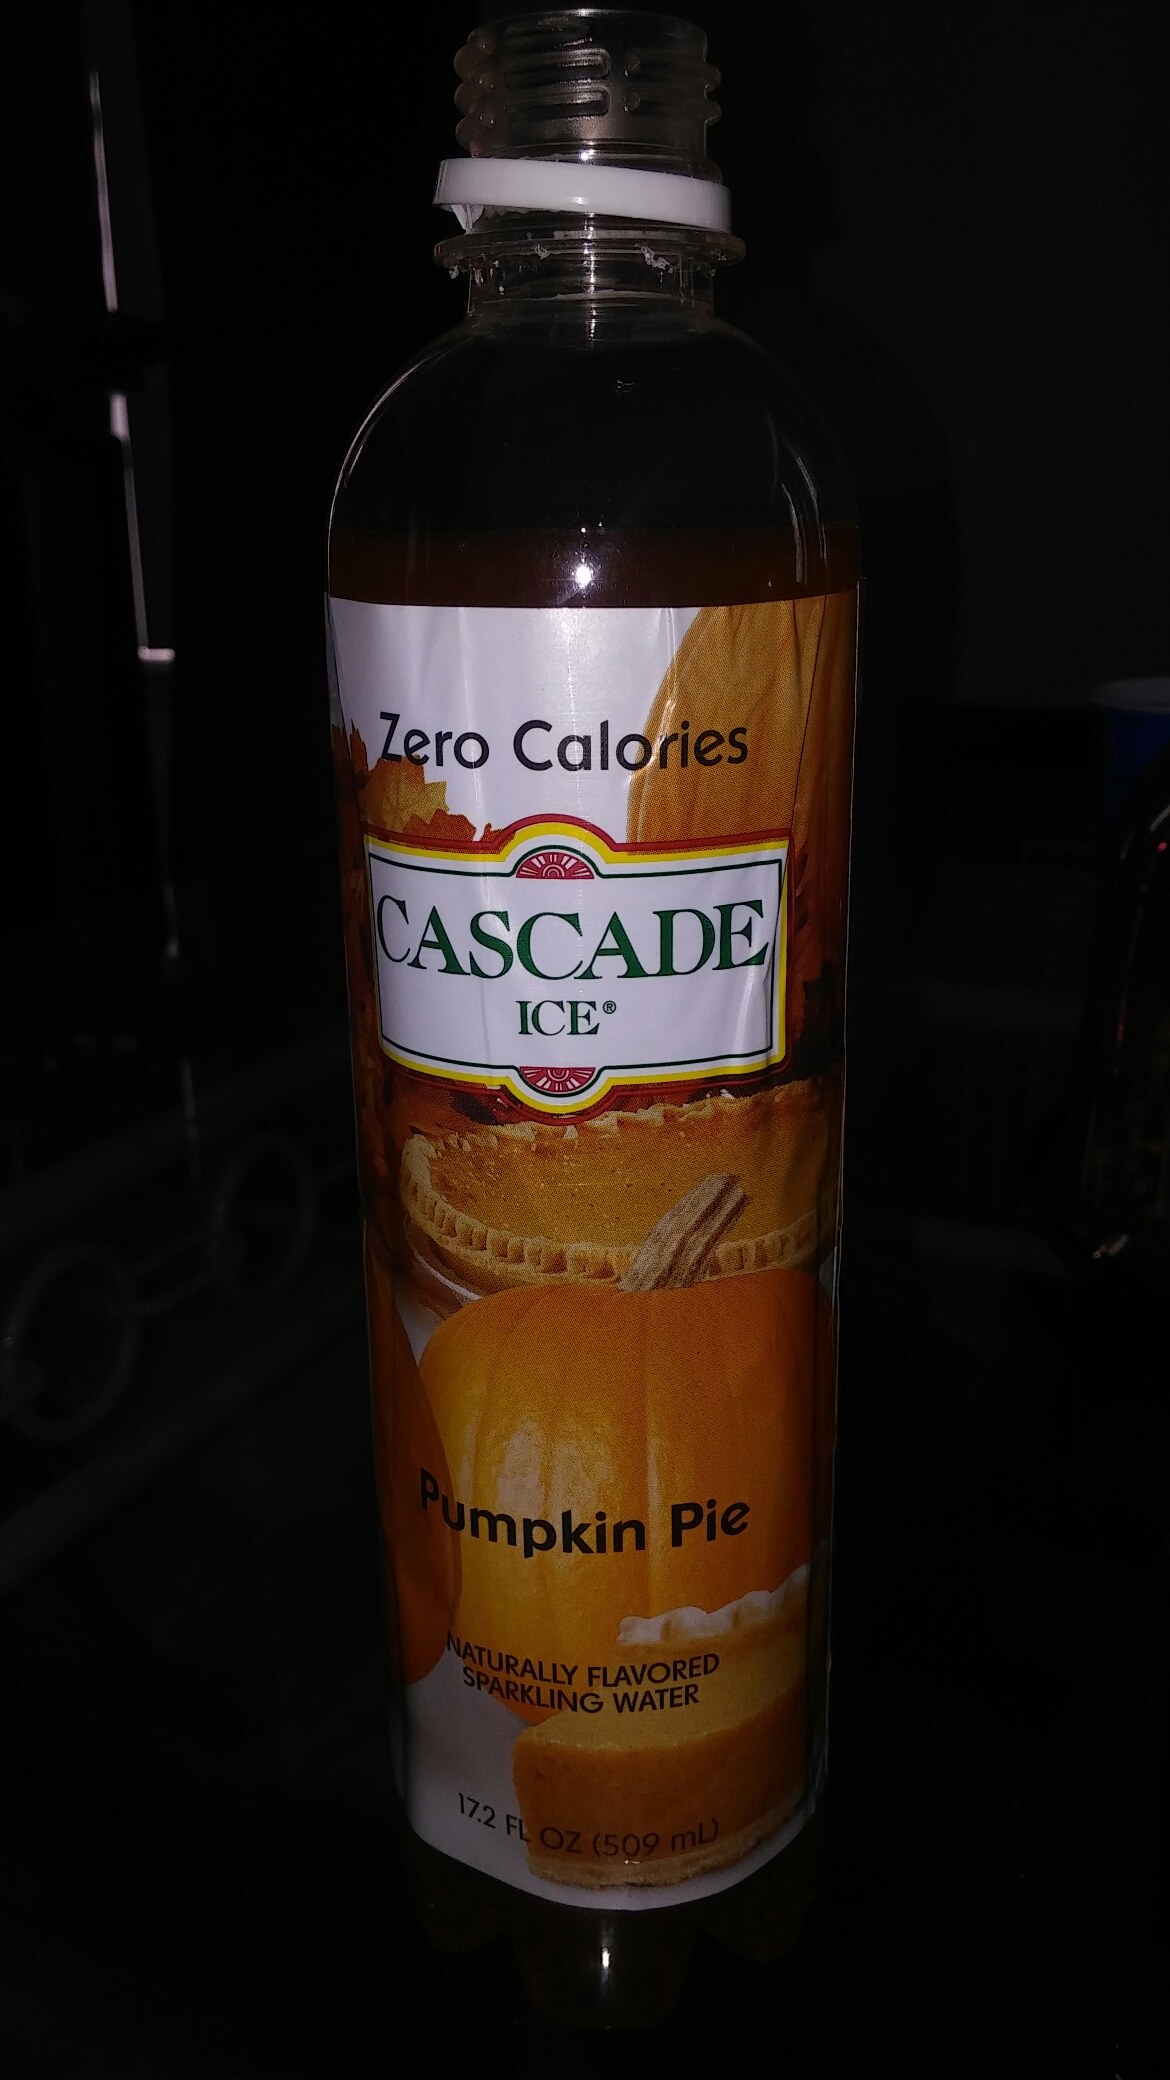 Zero Calories
CASCADE
ICE®
Pumpkin Pie
NATURALLY FLAVORED
SPARKLING WATER
17.2 FL OZ (509 mL)